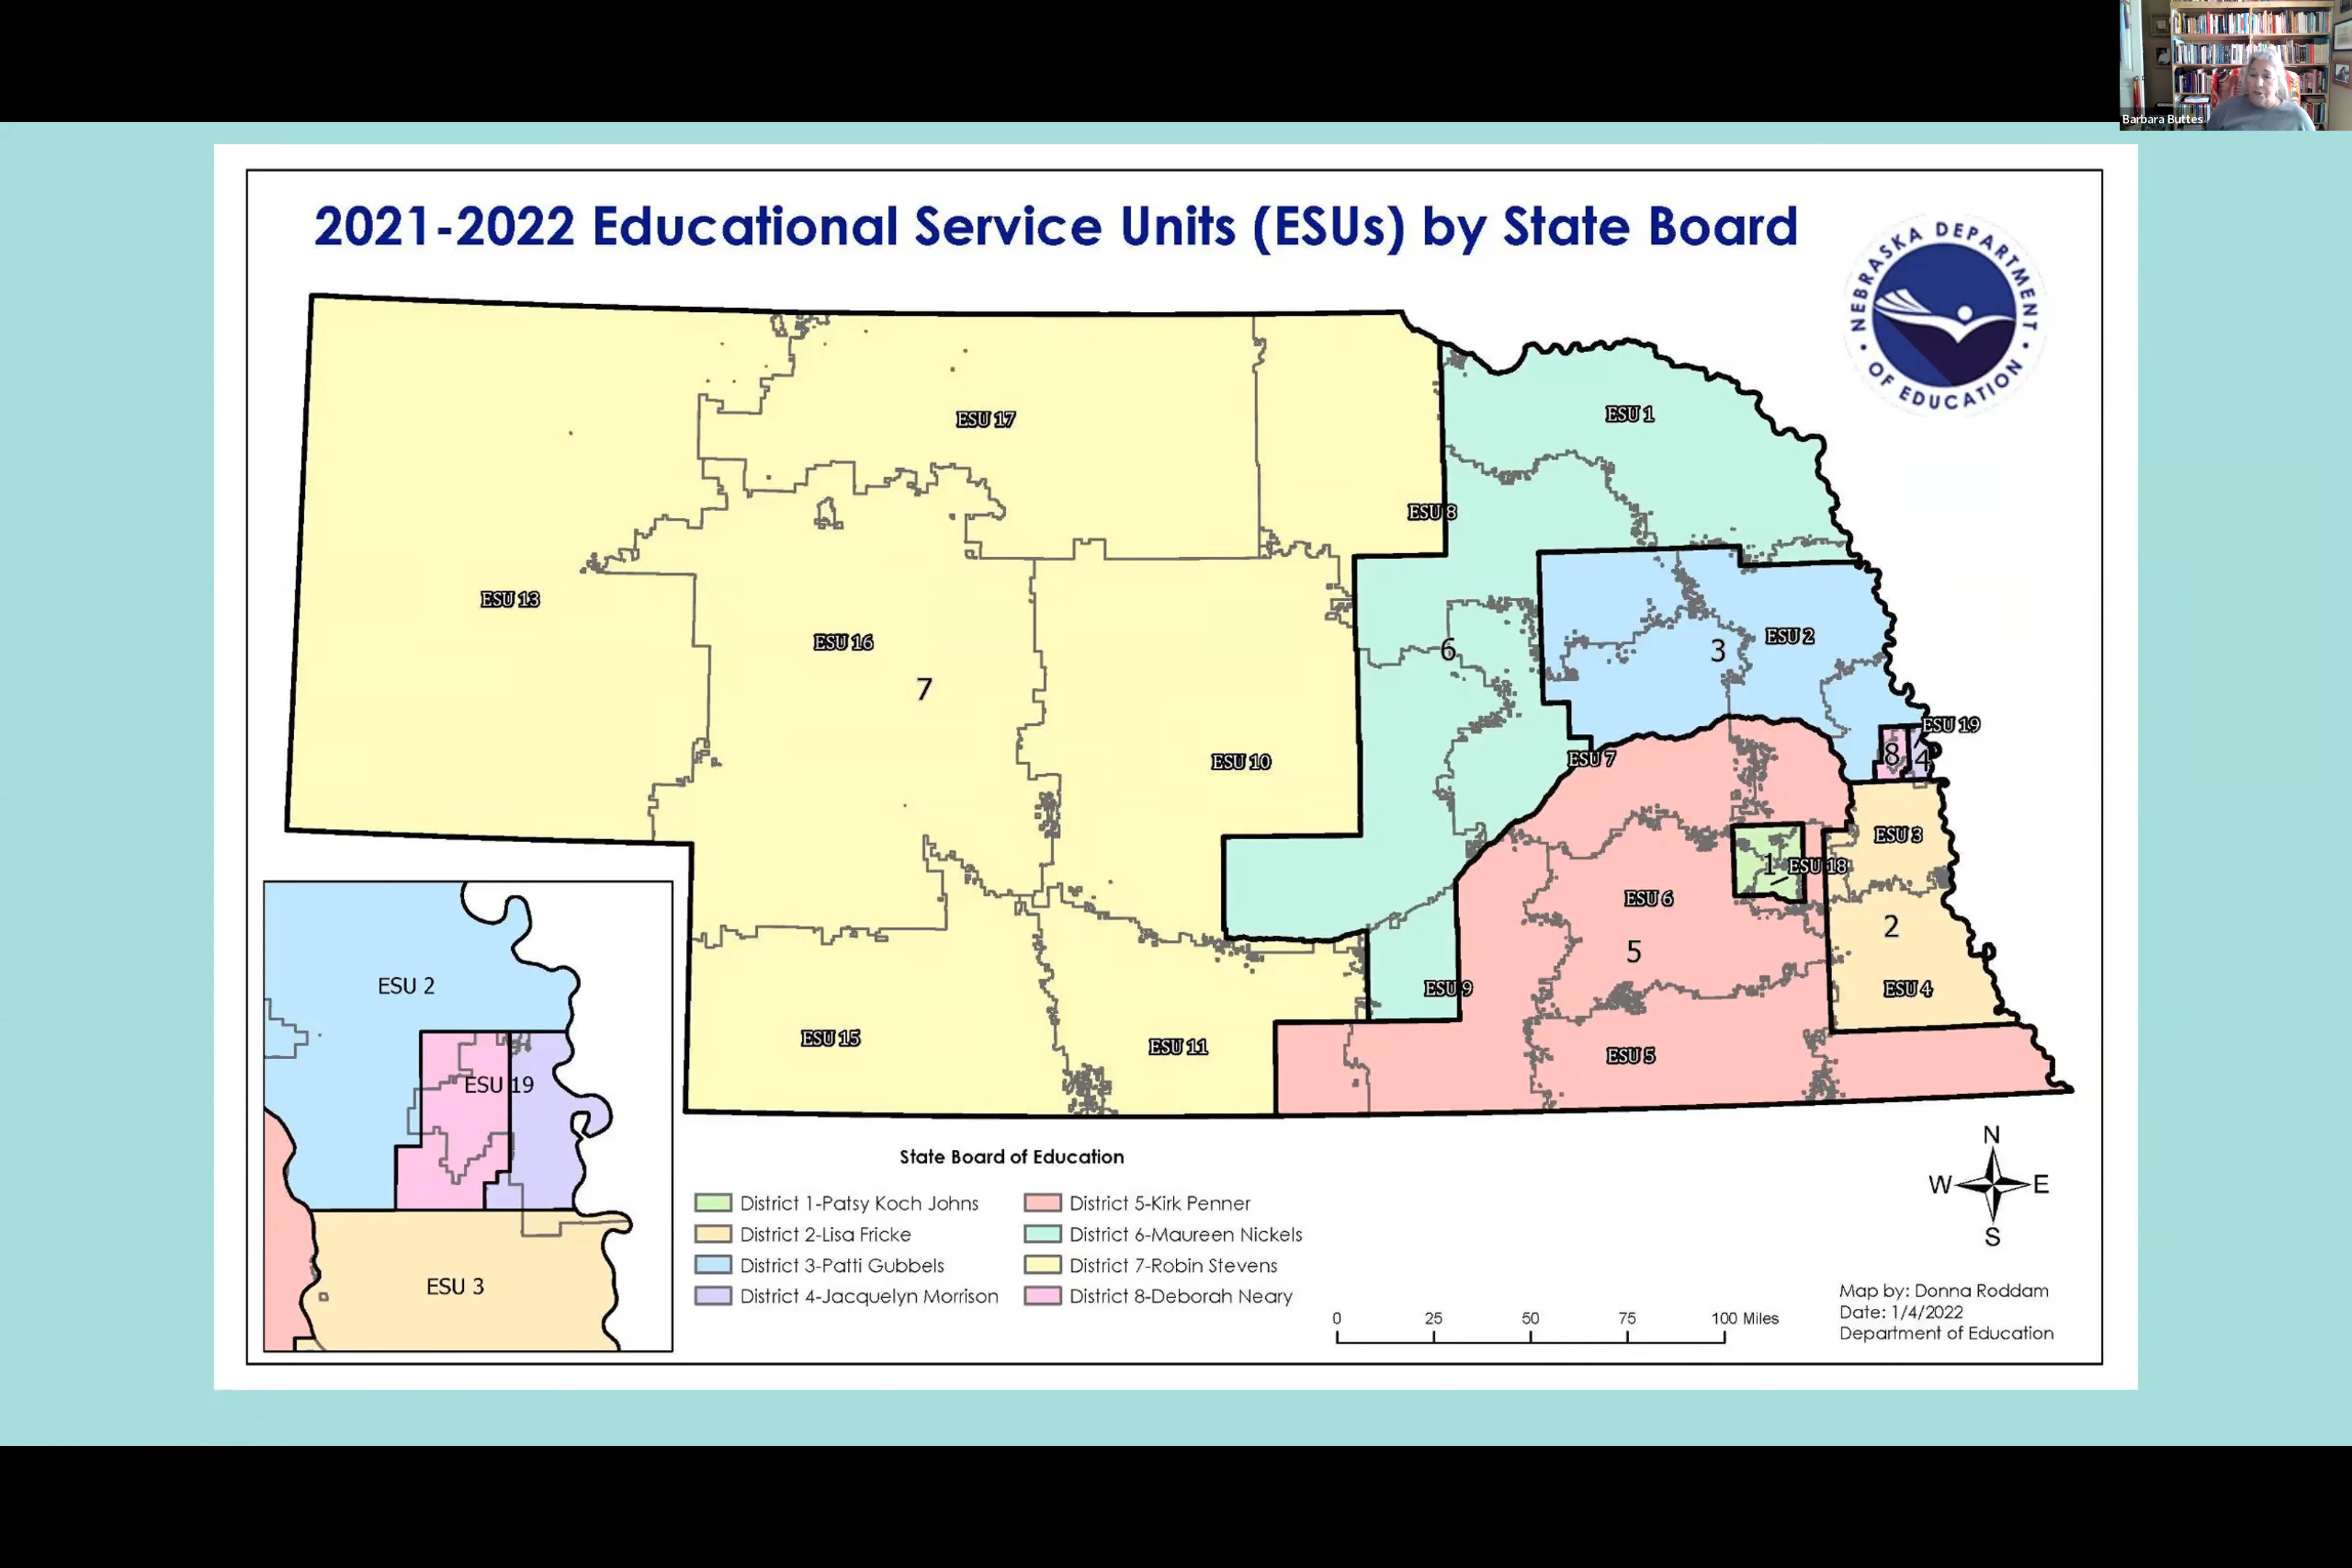 Barbara Buttes
2021-2022 Educational Service Units (ESUs) by State Board
NEBRASKA DEPARTMENT
• OF EDUCATION •
ESU 17
ESU 1
ESU 8
ESU 13
ESU 16
7
6
3
ESU 2
ESU 10
ESU 7
ESU 19
8
4
ESU 3
1
ESU 18
ESU 6
5
2
ESU 9
ESU 4
ESU 15
ESU 11
ESU 5
ESU 2
ESU 19
ESU 3
State Board of Education
District 1-Patsy Koch Johns
District 2-Lisa Fricke
District 3-Patti Gubbels
District 4-Jacquelyn Morrison
District 5-Kirk Penner
District 6-Maureen Nickels
District 7-Robin Stevens
District 8-Deborah Neary
0 25 50 75 100 Miles
N
W E
S
Map by: Donna Roddam
Date: 1/4/2022
Department of Education